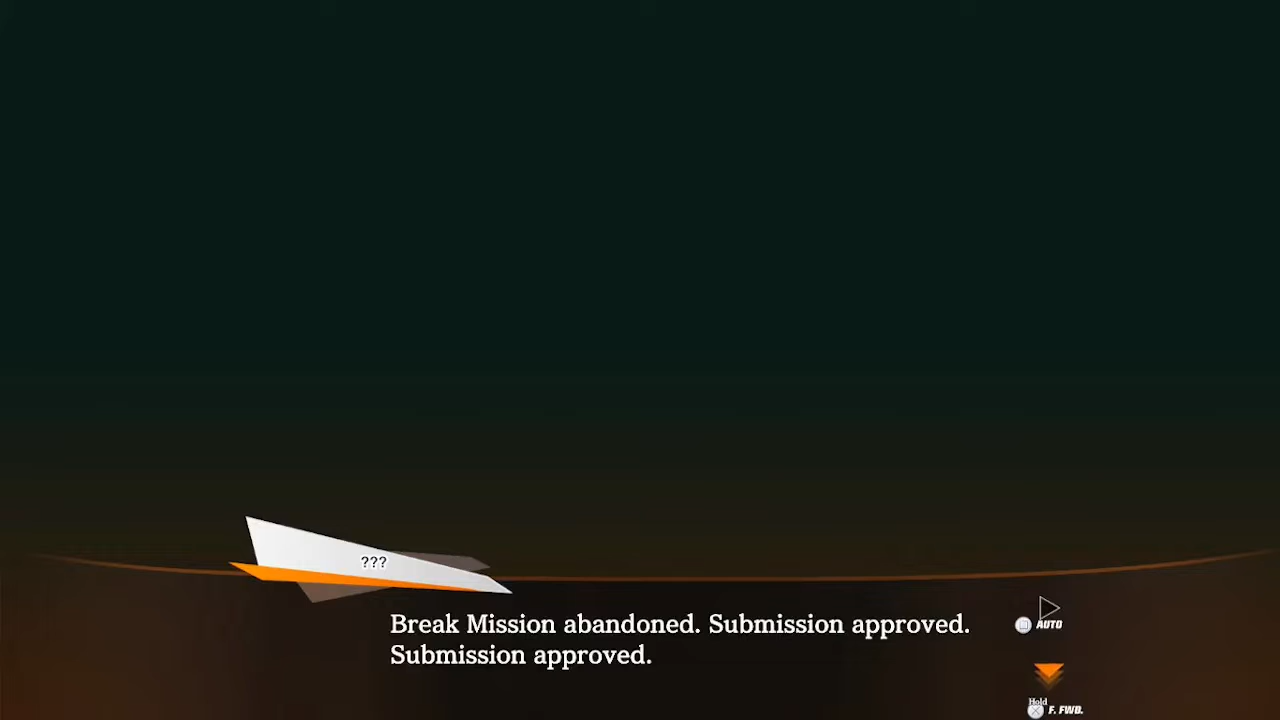 ???
Break Mission abandoned. Submission approved.
Submission approved.
AUTO
Hold
F. FWD.